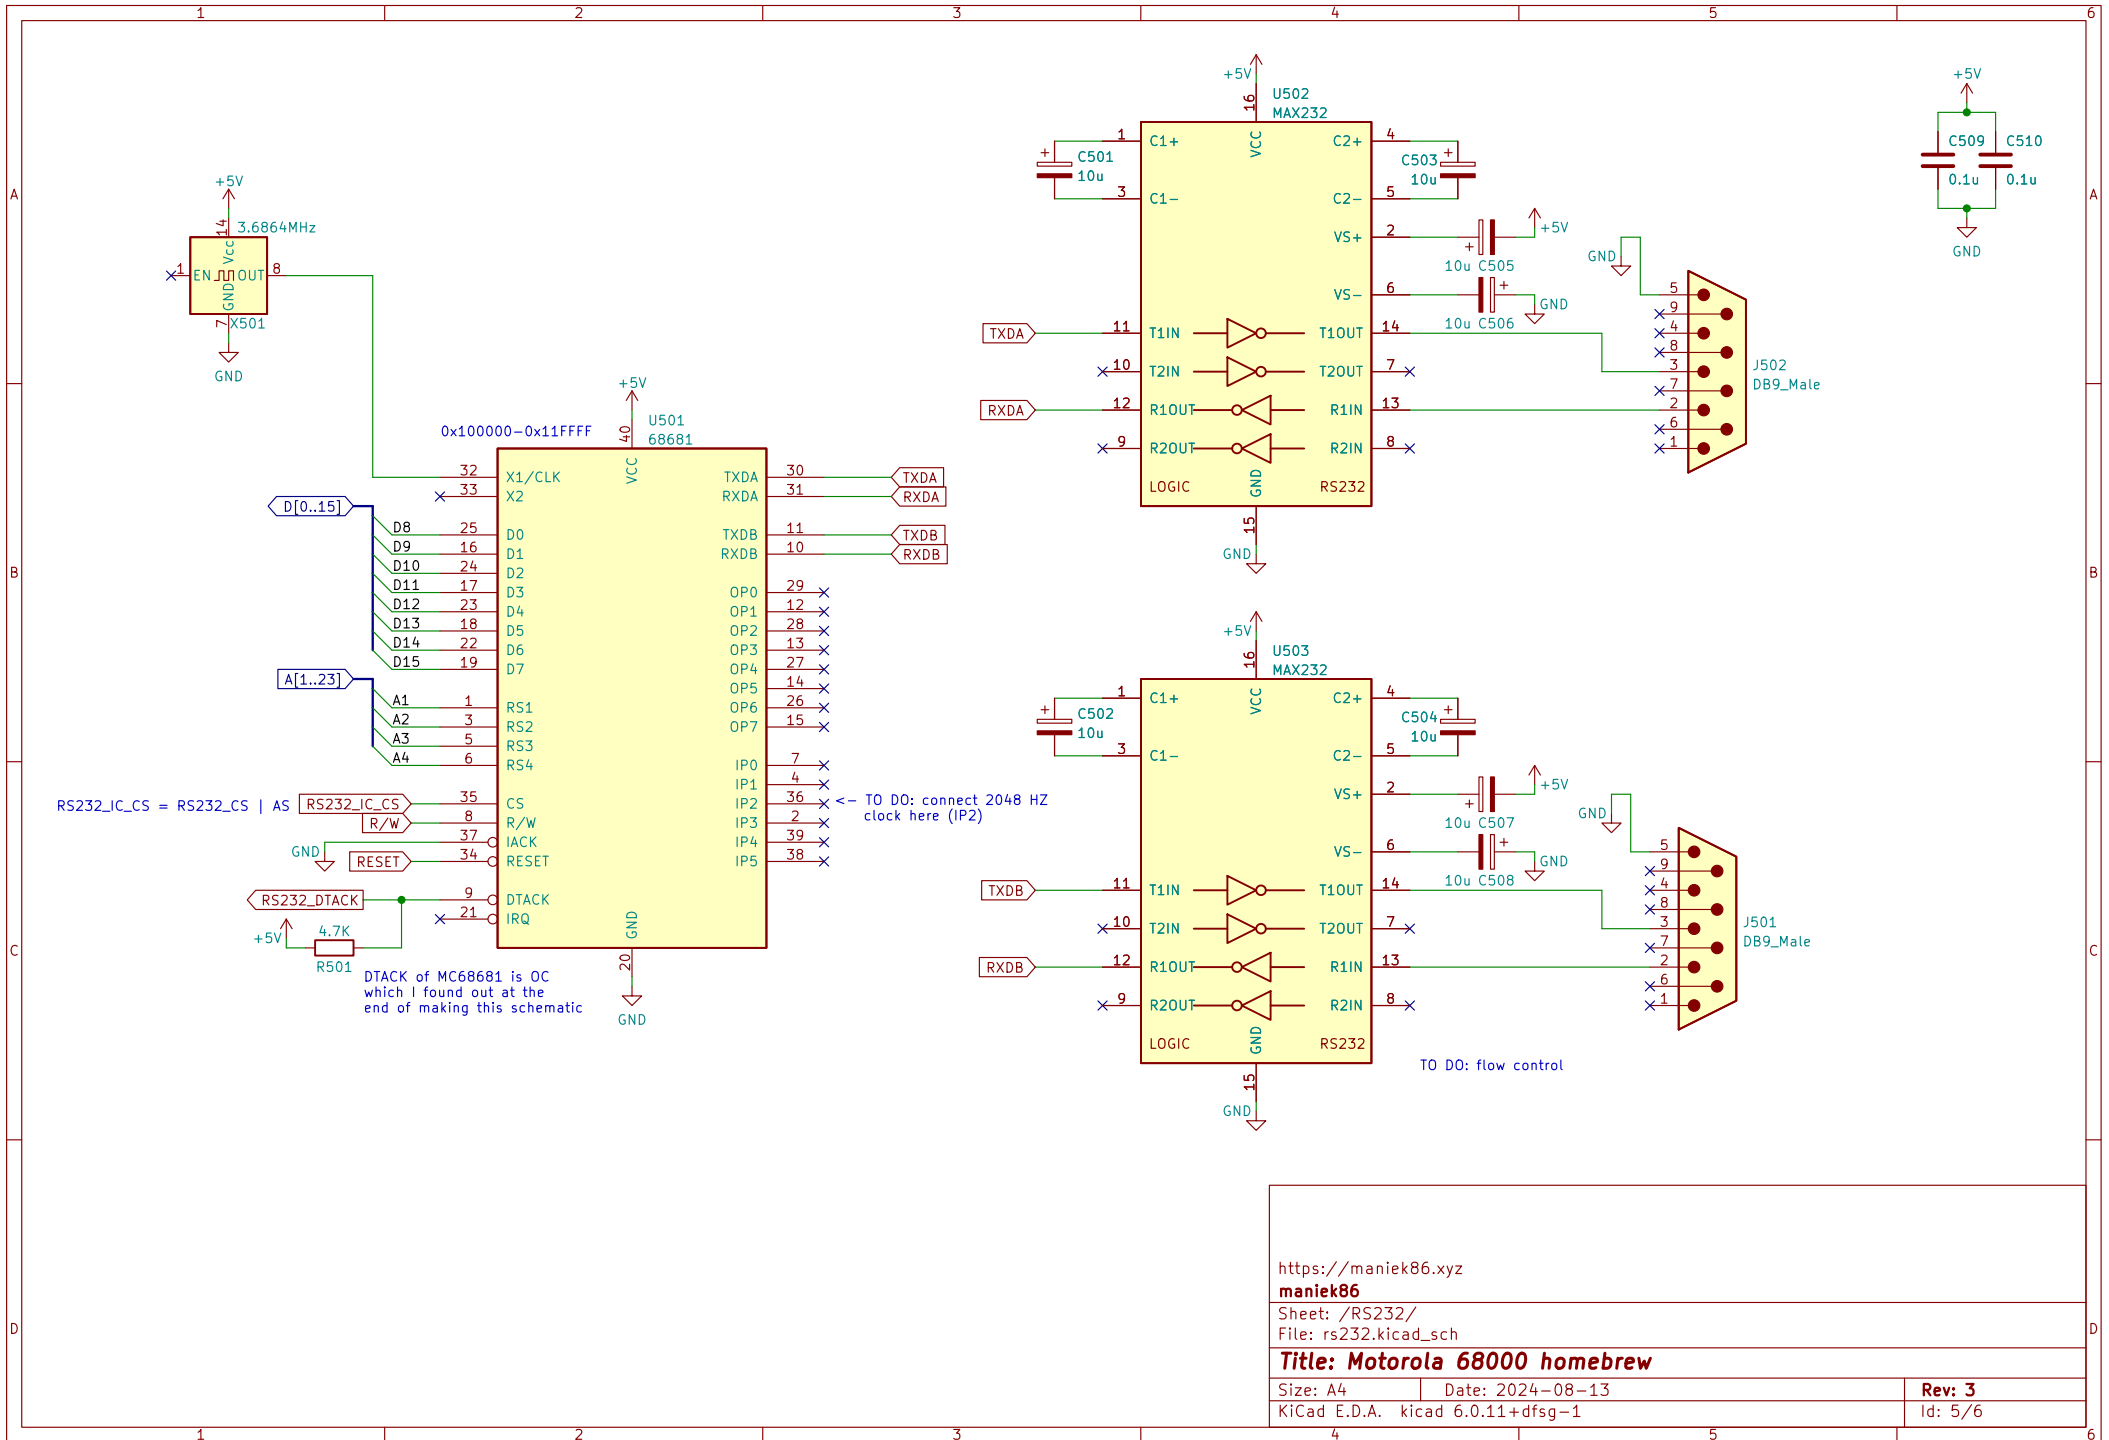 1 2 3 4 5 6
A
B
C
D
A
B
C
D
1 2 3 4 5 6
+5V
14
3.6864MHz
Vcc
1 EN OUT 8
GND
7
X501
GND
0x100000-0x11FFFF
+5V
40
U501
68681
VCC
32 X1/CLK
33 X2
D[0..15]
D8 25 D0
D9 16 D1
D10 24 D2
D11 17 D3
D12 23 D4
D13 18 D5
D14 22 D6
D15 19 D7
A[1..23]
A1 1 RS1
A2 3 RS2
A3 5 RS3
A4 6 RS4
RS232_IC_CS = RS232_CS | AS
RS232_IC_CS 35 CS
R/W 8 R/W
GND 37 IACK
RESET 34 RESET
RS232_DTACK 9 DTACK
21 IRQ
+5V
4.7K
R501
GND
20
GND
DTACK of MC68681 is OC
which I found out at the
end of making this schematic
TXDA 30 TXDA
RXDA 31 RXDA
TXDB 11 TXDB
RXDB 10 RXDB
OP0 29
OP1 12
OP2 28
OP3 13
OP4 27
OP5 14
OP6 26
OP7 15
IP0 7
IP1 4
IP2 36
IP3 2
IP4 39
IP5 38
<- TO DO: connect 2048 HZ
clock here (IP2)
+5V
16
U502
MAX232
VCC
1 C1+ C2+ 4
C501
10u
C503
10u
3 C1- C2- 5
VS+ 2
+5V
10u C505
VS- 6
GND
10u C506
TXDA 11 T1IN T1OUT 14
10 T2IN T2OUT 7
RXDA 12 R1OUT R1IN 13
9 R2OUT R2IN 8
LOGIC GND RS232
15
GND
GND
5
9
4
8
3
7
2
6
1
J502
DB9_Male
+5V
C509
0.1u
C510
0.1u
GND
+5V
16
U503
MAX232
VCC
1 C1+ C2+ 4
C502
10u
C504
10u
3 C1- C2- 5
VS+ 2
+5V
10u C507
VS- 6
GND
10u C508
TXDB 11 T1IN T1OUT 14
10 T2IN T2OUT 7
RXDB 12 R1OUT R1IN 13
9 R2OUT R2IN 8
LOGIC GND RS232
15
GND
GND
5
9
4
8
3
7
2
6
1
J501
DB9_Male
TO DO: flow control
https://maniek86.xyz
maniek86
Sheet: /RS232/
File: rs232.kicad_sch
Title: Motorola 68000 homebrew
Size: A4 Date: 2024-08-13 Rev: 3
KiCad E.D.A. kicad 6.0.11+dfsg-1 Id: 5/6